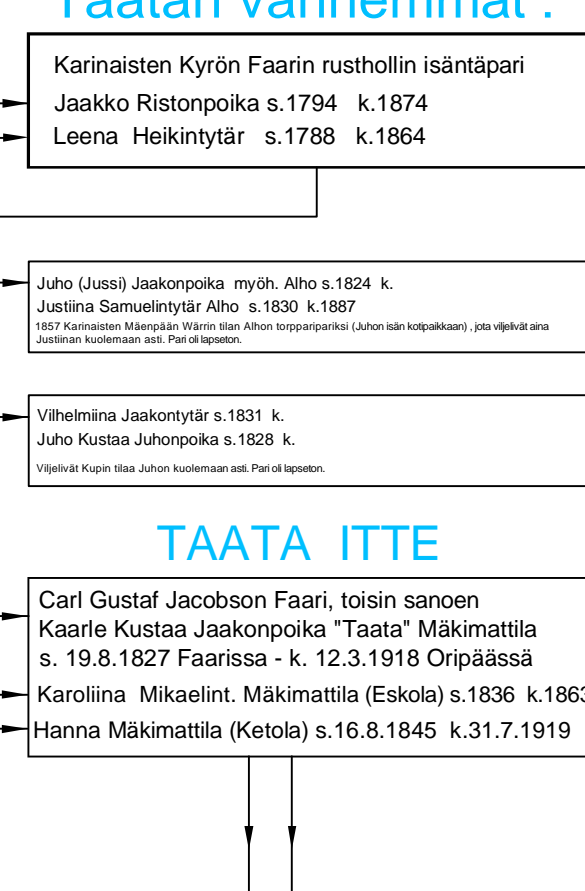 Taatan vanhemmat :
Karinaisten Kyrön Faarin rusthollin isäntäpari
Jaakko Ristonpoika s.1794 k.1874
Leena Heikintytär s.1788 k.1864
Juho (Jussi) Jaakonpoika myöh. Alho s.1824 k.
Justiina Samuelintytär Alho s.1830 k.1887
1857 Karinaisten Mäenpään Wärrin tilan Alhon torpparipariksi (Juhon isän kotipaikkaan) , jota viljelivät aina
Justiinan kuolemaan asti. Pari oli lapseton.
Vilhelmiina Jaakontytär s.1831 k.
Juho Kustaa Juhonpoika s.1828 k.
Viljelivät Kupin tilaa Juhon kuolemaan asti. Pari oli lapseton.
TAATA ITTE
Carl Gustaf Jacobson Faari, toisin sanoen
Kaarle Kustaa Jaakonpoika "Taata" Mäkimattila
s. 19.8.1827 Faarissa - k. 12.3.1918 Oripäässä
Karoliina Mikaelint. Mäkimattila (Eskola) s.1836 k.1863
Hanna Mäkimattila (Ketola) s.16.8.1845 k.31.7.1919